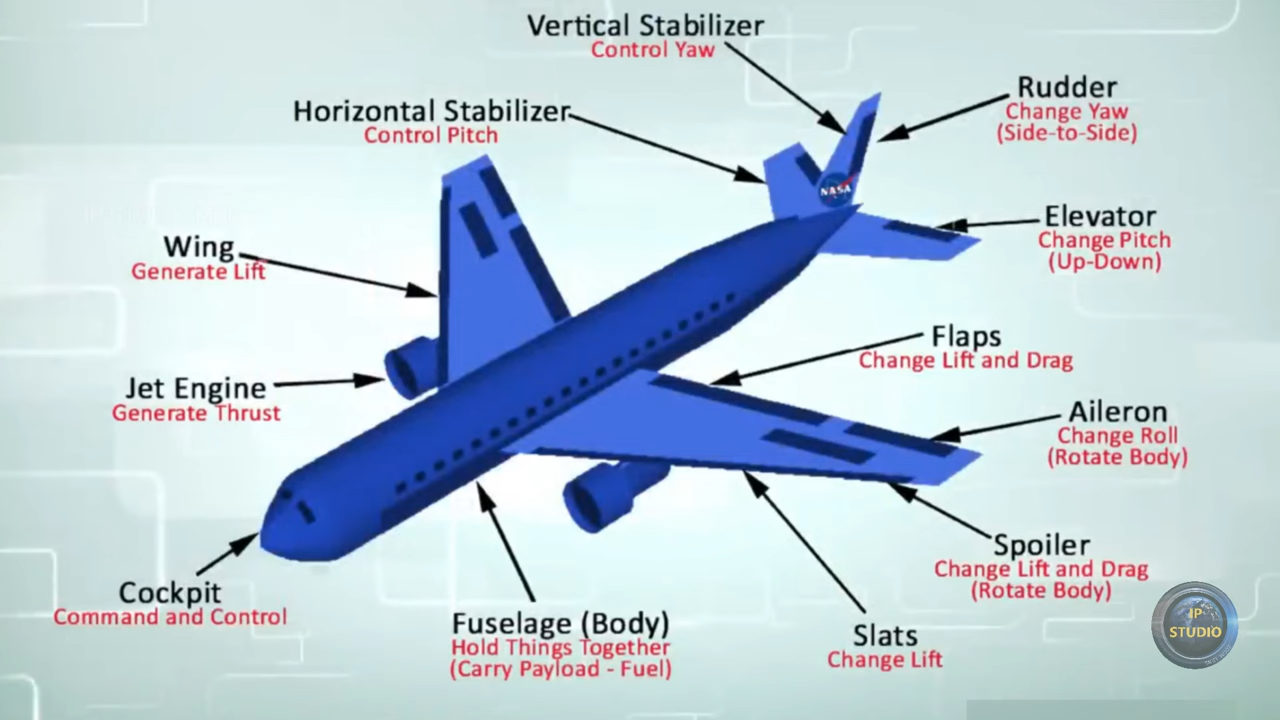 Vertical Stabilizer
Control Yaw
Horizontal Stabilizer
Control Pitch
Rudder
Change Yaw
(Side-to-Side)
NASA
Wing
Generate Lift
Elevator
Change Pitch
(Up-Down)
Flaps
Change Lift and Drag
Jet Engine
Generate Thrust
Aileron
Change Roll
(Rotate Body)
Spoiler
Change Lift and Drag
(Rotate Body)
Cockpit
Command and Control
Fuselage (Body)
Hold Things Together
(Carry Payload - Fuel)
Slats
Change Lift
JP
STUDIO